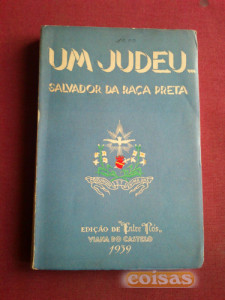 UM JUDEU...
SALVADOR DA RAÇA PRETA
EDIÇÃO DE
VIANA DO CASTELO
1939
coisas